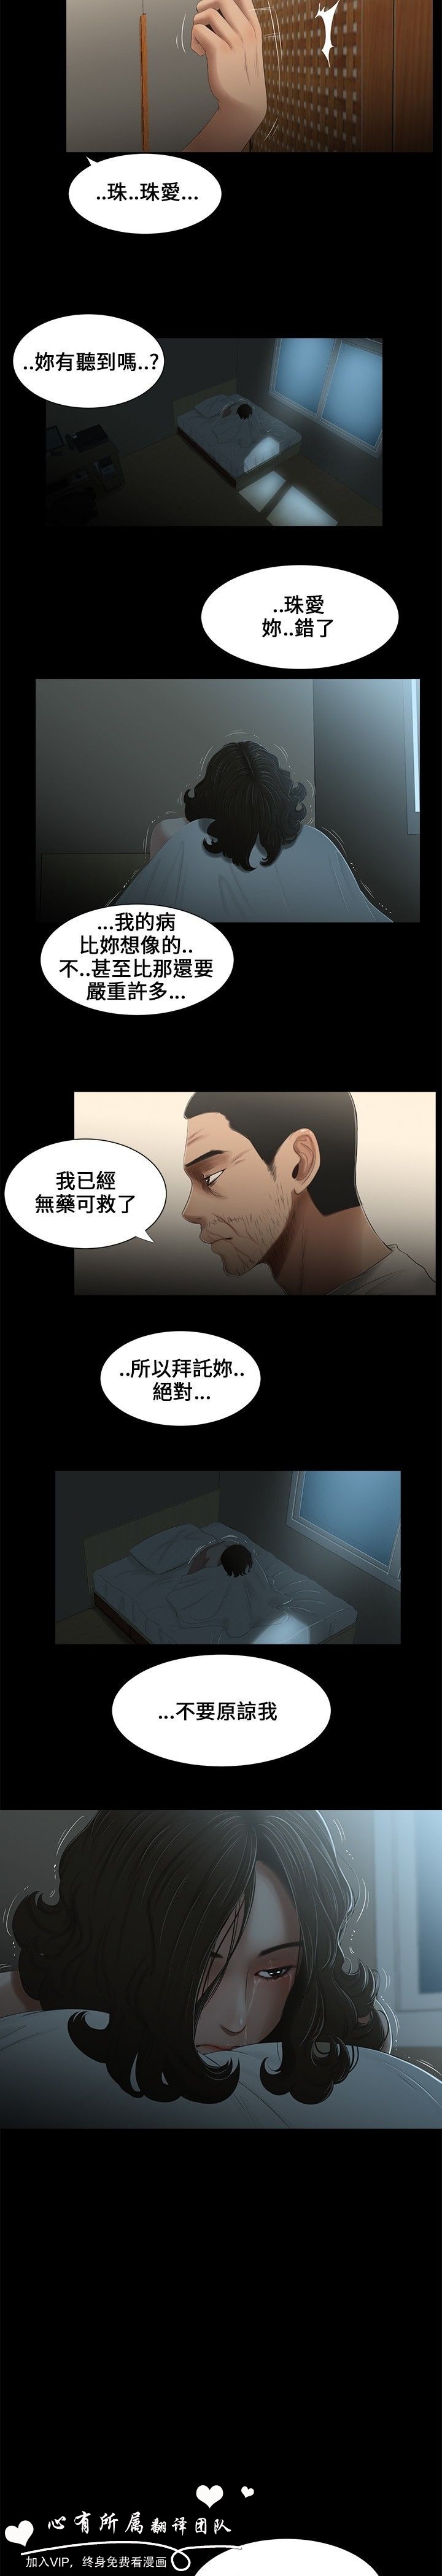 ..珠..珠愛...
..妳有聽到嗎..?
..珠愛
妳..錯了
...我的病
比妳想像的..
不..甚至比那還要
嚴重許多...
我已經
無藥可救了
..所以拜託妳..
絕對...
...不要原諒我
心有所属翻译团队
加入VIP，终身免费看漫画